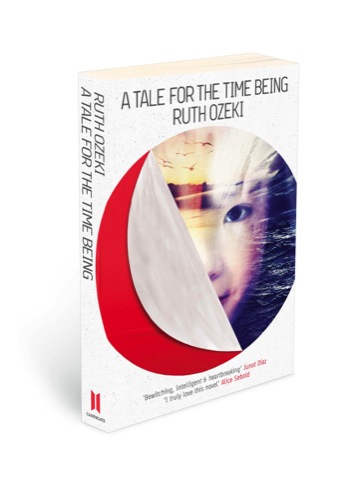 A TALE FOR THE TIME BEING
RUTH OZEKI
'Bewitching, intelligent & heartbreaking' Junot Díaz
'I truly love this novel' Alice Sebold
RUTH OZEKI
A TALE FOR THE TIME BEING
CANONGATE